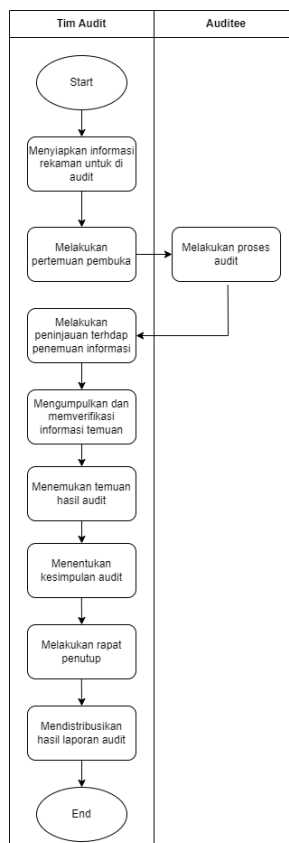 Tim Audit
Auditee
Start
Menyiapkan informasi
rekaman untuk di
audit
Melakukan
pertemuan pembuka
Melakukan proses
audit
Melakukan
peninjauan terhdap
penemuan informasi
Mengumpulkan dan
memverifikasi
informasi temuan
Menemukan temuan
hasil audit
Menentukan
kesimpulan audit
Melakukan rapat
penutup
Mendistribusikan
hasil laporan audit
End